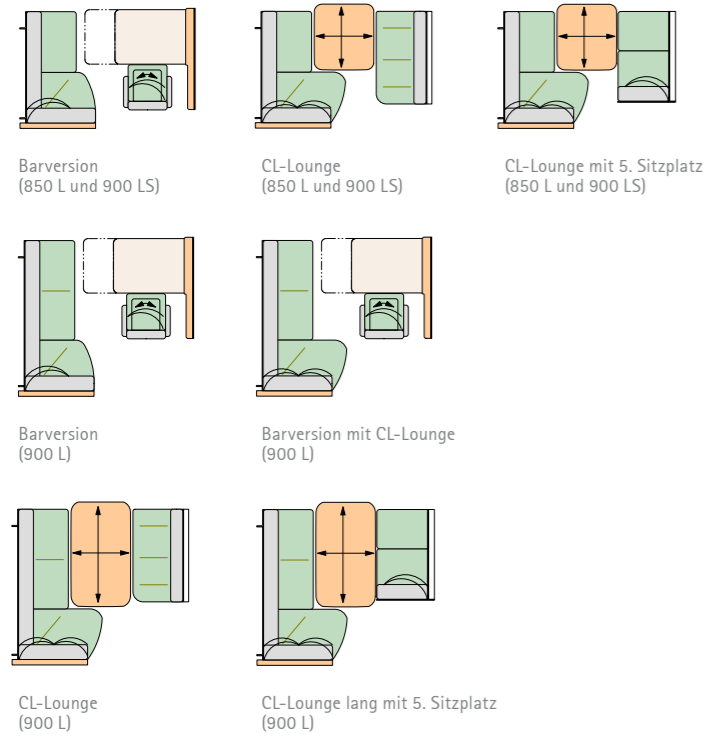 Barversion
(850 L und 900 LS)
CL-Lounge
(850 L und 900 LS)
CL-Lounge mit 5. Sitzplatz
(850 L und 900 LS)
Barversion
(900 L)
Barversion mit CL-Lounge
(900 L)
CL-Lounge
(900 L)
CL-Lounge lang mit 5. Sitzplatz
(900 L)